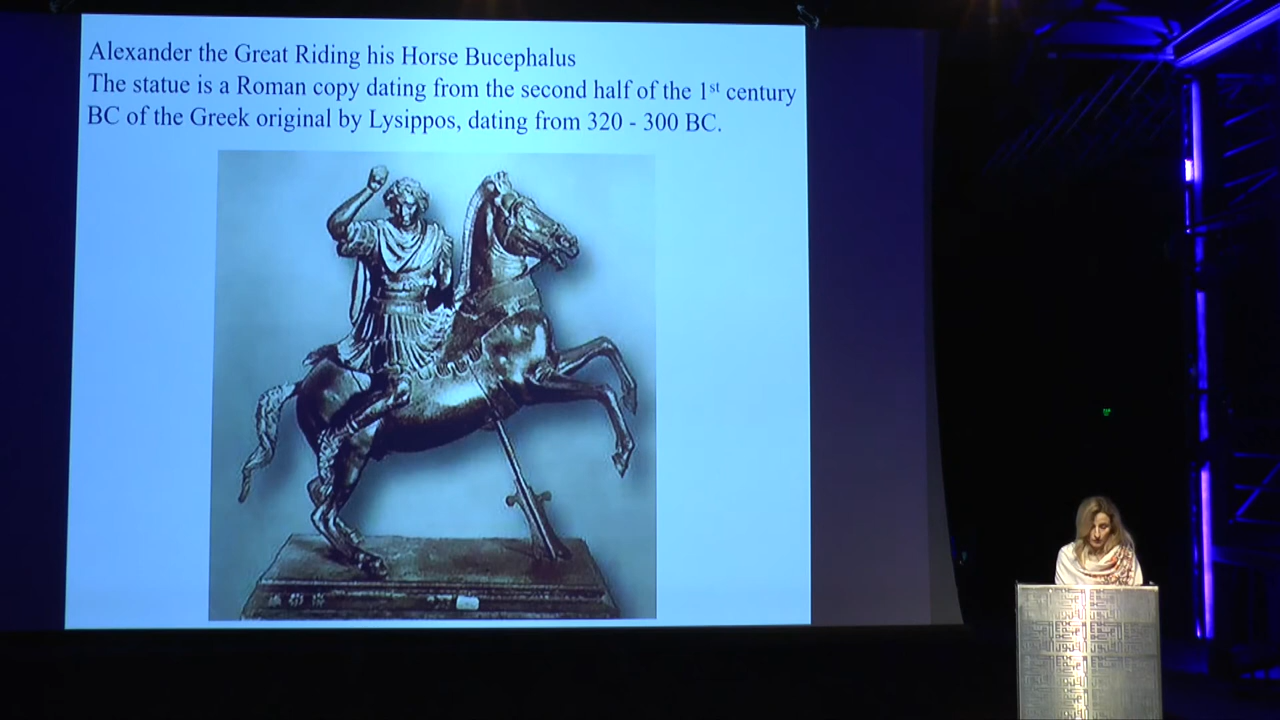 Alexander the Great Riding his Horse Bucephalus
The statue is a Roman copy dating from the second half of the 1st century
BC of the Greek original by Lysippos, dating from 320 - 300 BC.